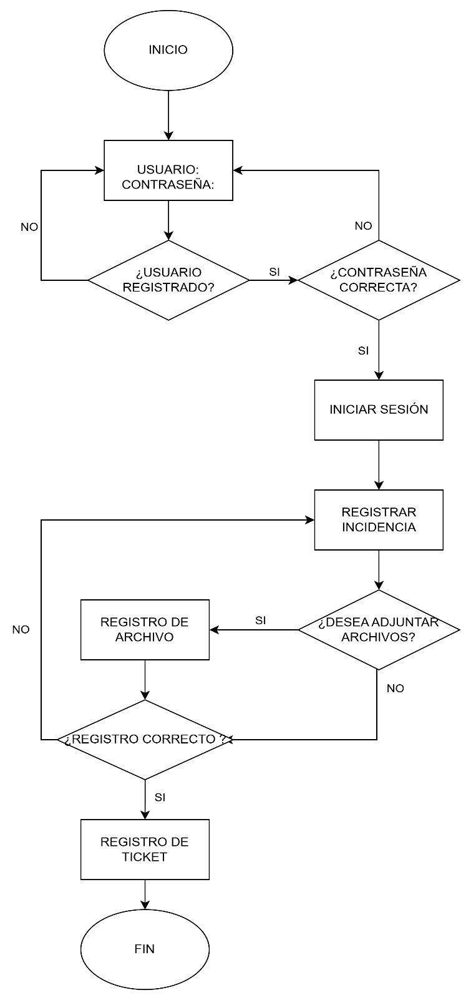 INICIO
USUARIO:
CONTRASEÑA:
NO
NO
¿USUARIO
REGISTRADO?
SI
¿CONTRASEÑA
CORRECTA?
SI
INICIAR SESIÓN
REGISTRAR
INCIDENCIA
¿DESEA ADJUNTAR
ARCHIVOS?
SI
REGISTRO DE
ARCHIVO
NO
NO
¿REGISTRO CORRECTO ?
SI
REGISTRO DE
TICKET
FIN